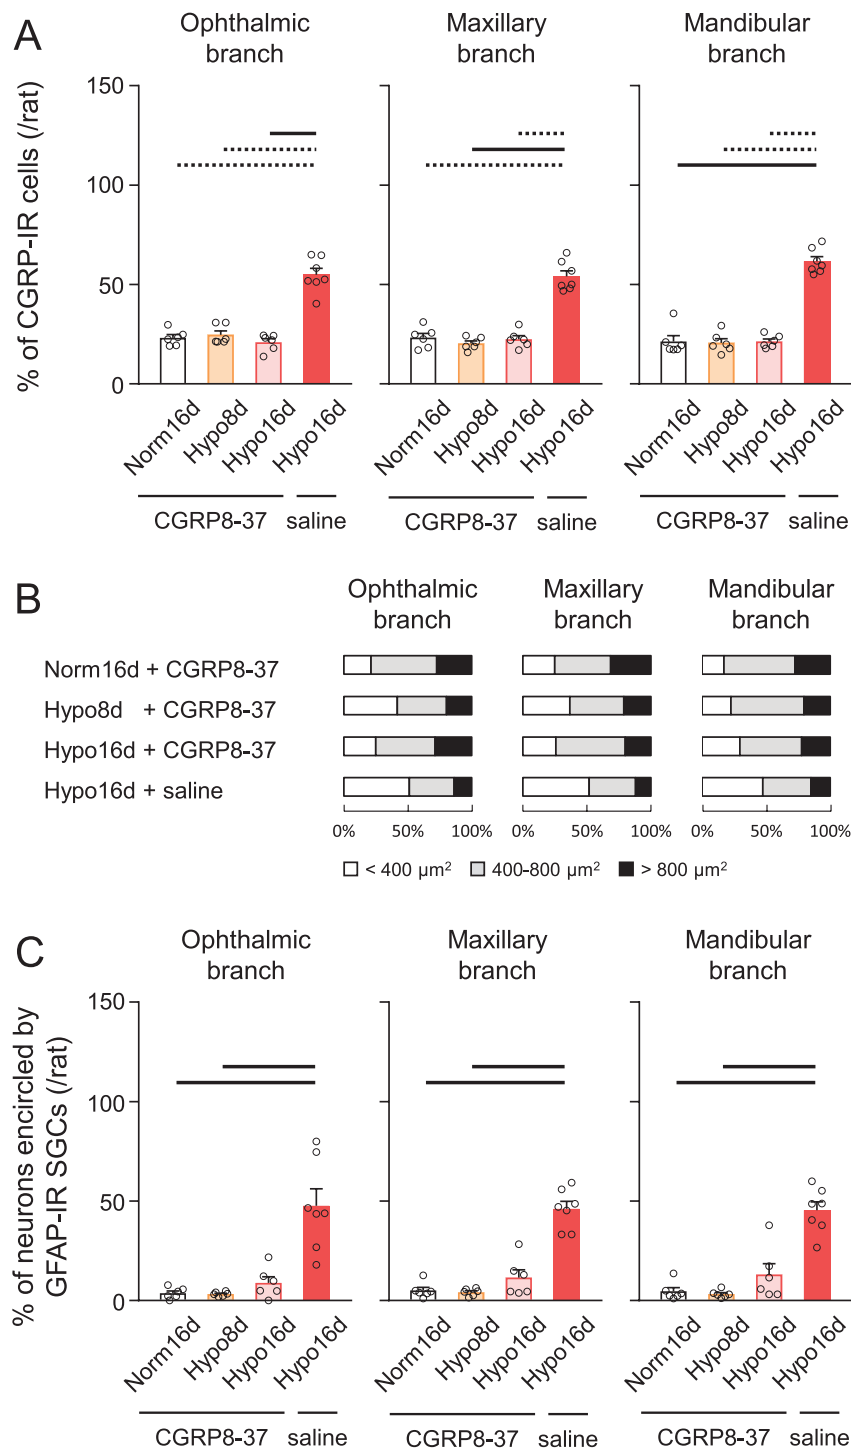 A
Ophthalmic branch
Maxillary branch
Mandibular branch
% of CGRP-IR cells (/rat)
150
100
50
0
Norm16d
Hypo8d
Hypo16d
Hypo16d
Norm16d
Hypo8d
Hypo16d
Hypo16d
Norm16d
Hypo8d
Hypo16d
Hypo16d
CGRP8-37
saline
CGRP8-37
saline
CGRP8-37
saline
B
Ophthalmic branch
Maxillary branch
Mandibular branch
Norm16d + CGRP8-37
Hypo8d + CGRP8-37
Hypo16d + CGRP8-37
Hypo16d + saline
0% 50% 100% 0% 50% 100% 0% 50% 100%
< 400 µm² 400-800 µm² > 800 µm²
C
Ophthalmic branch
Maxillary branch
Mandibular branch
% of neurons encircled by
GFAP-IR SGCs (/rat)
150
100
50
0
Norm16d
Hypo8d
Hypo16d
Hypo16d
Norm16d
Hypo8d
Hypo16d
Hypo16d
Norm16d
Hypo8d
Hypo16d
Hypo16d
CGRP8-37
saline
CGRP8-37
saline
CGRP8-37
saline